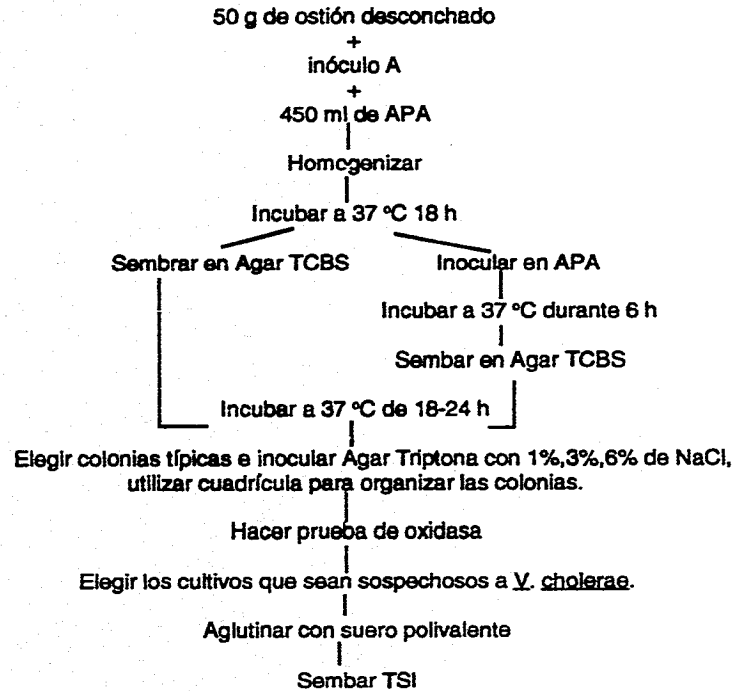 50 g de ostión desconchado
+
inóculo A
+
450 ml de APA
Homogenizar
Incubar a 37 ºC 18 h
Sembrar en Agar TCBS
Inocular en APA
Incubar a 37 ºC durante 6 h
Sembar en Agar TCBS
Incubar a 37 ºC de 18-24 h
Elegir colonias típicas e inocular Agar Triptona con 1%,3%,6% de NaCl,
utilizar cuadrícula para organizar las colonias.
Hacer prueba de oxidasa
Elegir los cultivos que sean sospechosos a V. cholerae.
Aglutinar con suero polivalente
Sembar TSI